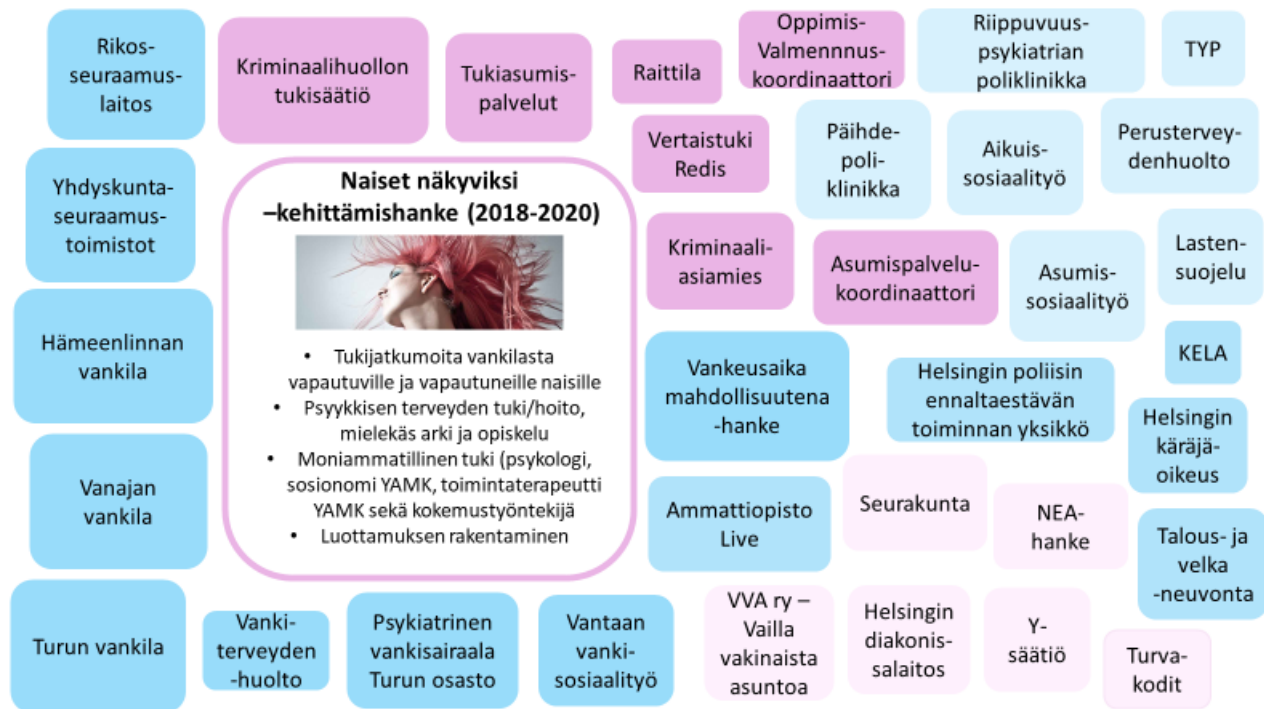 Rikos-
seuraamus-
laitos
Kriminaalihuollon
tukisäätiö
Tukiasumis-
palvelut
Raittila
Oppimis-
Valmennnus-
koordinaattori
Riippuvuus-
psykiatrian
poliklinikka
TYP
Vertaistuki
Redis
Päihde-
poli-
klinikka
Aikuis-
sosiaalityö
Perustervey-
denhuolto
Yhdyskunta-
seuraamus-
toimistot
Naiset näkyviksi
–kehittämishanke (2018-2020)
• Tukijatkumoita vankilasta
vapautuville ja vapautuneille naisille
• Psyykkisen terveyden tuki/hoito,
mielekäs arki ja opiskelu
• Moniammatillinen tuki (psykologi,
sosionomi YAMK, toimintaterapeutti
YAMK sekä kokemustyöntekijä
• Luottamuksen rakentaminen
Kriminaali-
asiamies
Asumispalvelu-
koordinaattori
Asumis-
sosiaalityö
Lasten-
suojelu
Hämeenlinnan
vankila
Vankeusaika
mahdollisuutena
-hanke
Helsingin poliisin
ennaltaestävän
toiminnan yksikkö
KELA
Helsingin
käräjä-
oikeus
Vanajan
vankila
Ammattiopisto
Live
Seurakunta
NEA-
hanke
Talous- ja
velka
-neuvonta
Turun vankila
Vanki-
terveyden
-huolto
Psykiatrinen
vankisairaala
Turun osasto
Vantaan
vanki-
sosiaalityö
VVA ry –
Vailla
vakinaista
asuntoa
Helsingin
diakonis-
salaitos
Y-
säätiö
Turva-
kodit